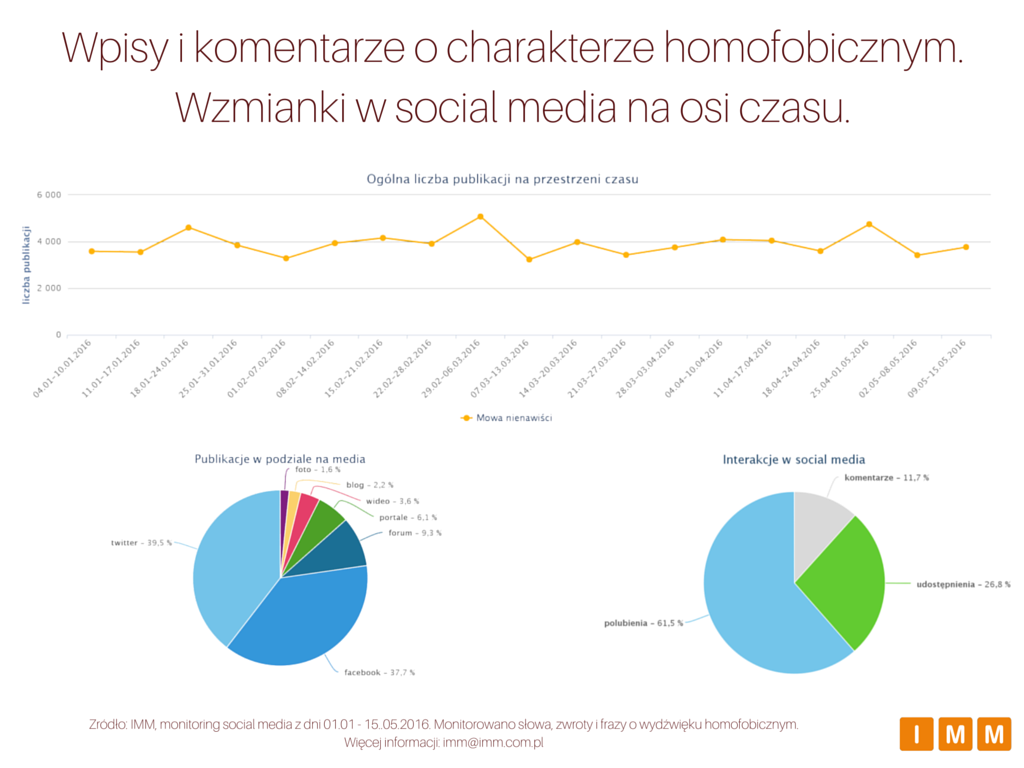 Wpisy i komentarze o charakterze homofobicznym.
Wzmianki w social media na osi czasu.
Ogólna liczba publikacji na przestrzeni czasu
liczba publikacji
6 000
4 000
2 000
0
04.01-10.01.2016
11.01-17.01.2016
18.01-24.01.2016
25.01-31.01.2016
01.02-07.02.2016
08.02-14.02.2016
15.02-21.02.2016
22.02-28.02.2016
29.02-06.03.2016
07.03-13.03.2016
14.03-20.03.2016
21.03-27.03.2016
28.03-03.04.2016
04.04-10.04.2016
11.04-17.04.2016
18.04-24.04.2016
25.04-01.05.2016
02.05-08.05.2016
09.05-15.05.2016
Mowa nienawiści
Publikacje w podziale na media
foto – 1,6 %
blog – 2,2 %
wideo – 3,6 %
portale – 6,1 %
forum – 9,3 %
twitter – 39,5 %
facebook – 37,7 %
Interakcje w social media
komentarze – 11,7 %
udostępnienia – 26,8 %
polubienia – 61,5 %
Zródło: IMM, monitoring social media z dni 01.01 - 15..05.2016. Monitorowano słowa, zwroty i frazy o wydźwięku homofobicznym.
Więcej informacji: imm@imm.com.pl
IMM